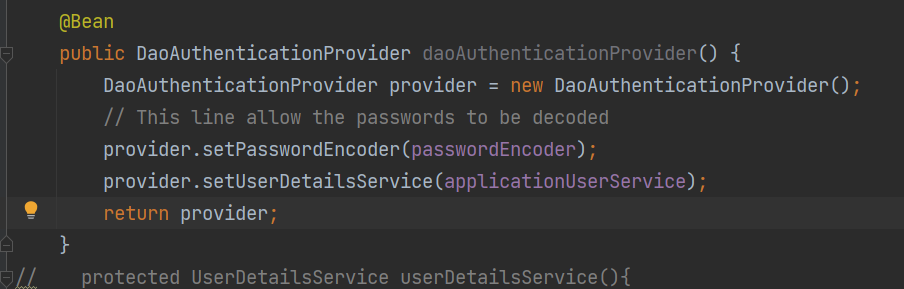 @Bean
public DaoAuthenticationProvider daoAuthenticationProvider() {
DaoAuthenticationProvider provider = new DaoAuthenticationProvider();
// This line allow the passwords to be decoded
provider.setPasswordEncoder(passwordEncoder);
provider.setUserDetailsService(applicationUserService);
return provider;
}
// protected UserDetailsService userDetailsService(){